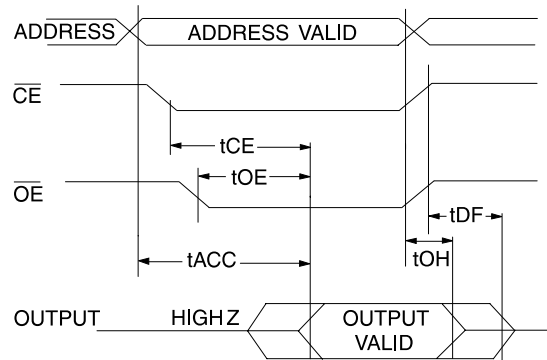 ADDRESS ADDRESS VALID
CE
tCE
tOE
OE
tDF
tACC
tOH
OUTPUT HIGH Z OUTPUT
VALID